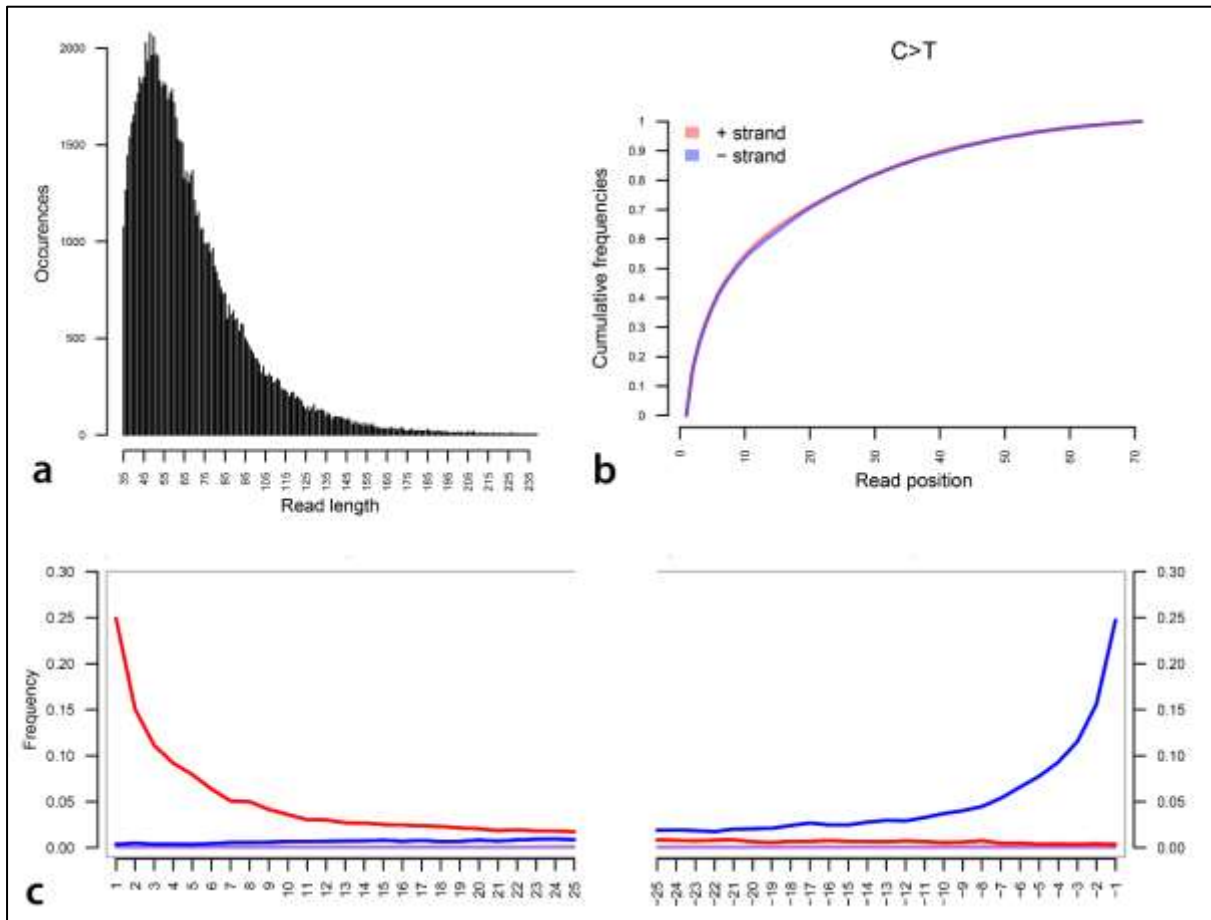 2000
1500
1000
500
0
Occurences
35 45 55 65 75 85 95 105 115 125 135 145 155 165 175 185 195 205 215 225 235
Read length
a
C>T
+ strand
− strand
1
0.9
0.8
0.7
0.6
0.5
0.4
0.3
0.2
0.1
0
Cumulative frequencies
0 10 20 30 40 50 60 70
Read position
b
0.30
0.25
0.20
0.15
0.10
0.05
0.00
Frequency
1 2 3 4 5 6 7 8 9 10 11 12 13 14 15 16 17 18 19 20 21 22 23 24 25
−25 −24 −23 −22 −21 −20 −19 −18 −17 −16 −15 −14 −13 −12 −11 −10 −9 −8 −7 −6 −5 −4 −3 −2 −1
0.30
0.25
0.20
0.15
0.10
0.05
0.00
c